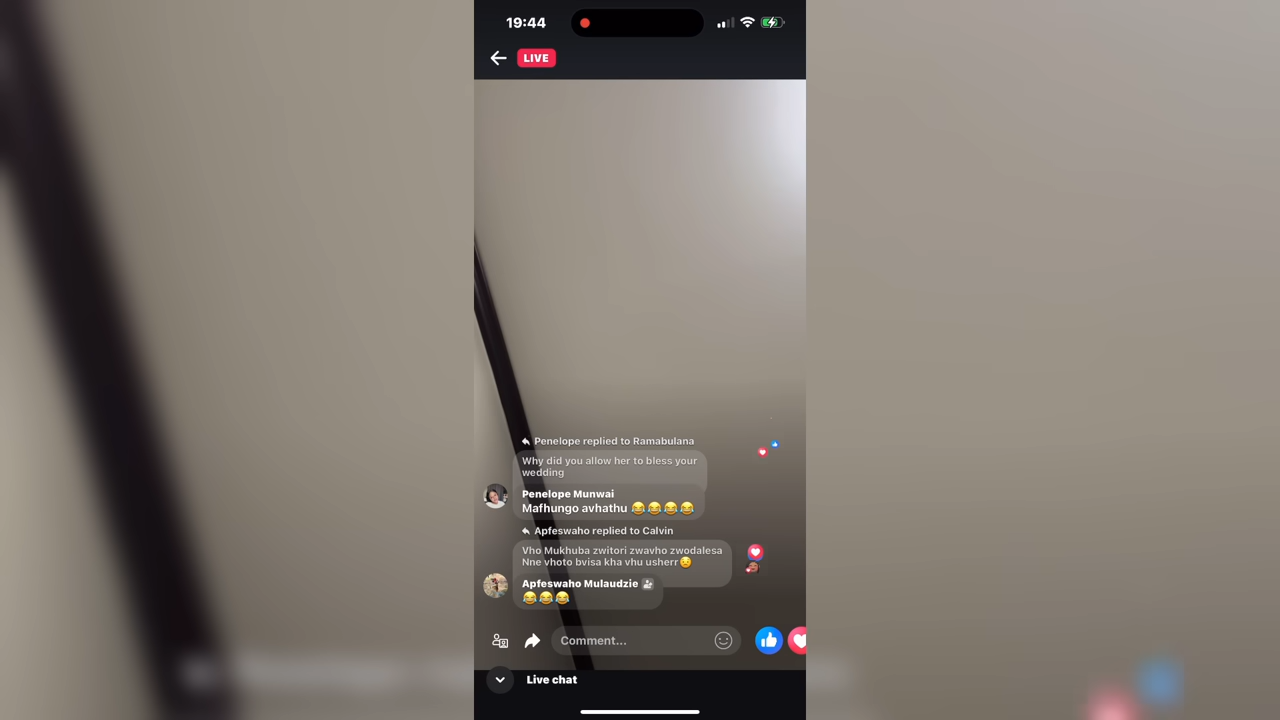 19:44
LIVE
Penelope replied to Ramabulana
Why did you allow her to bless your
wedding
Penelope Munwai
Mafhungo avhathu 😂😂😂😂
Apfeswaho replied to Calvin
Vho Mukhuba zwitori zwavho zwodalesa
Nne vhoto bvisa kha vhu usherr😏
Apfeswaho Mulaudzie
😂😂😂
Comment...
Live chat